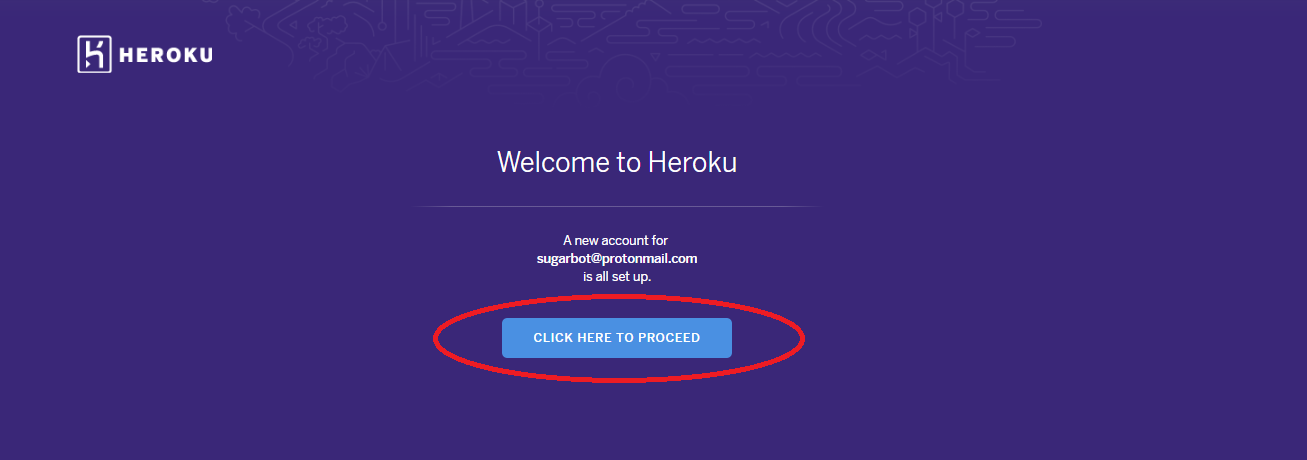 HEROKU
Welcome to Heroku
A new account for
sugarbot@protonmail.com
is all set up.
CLICK HERE TO PROCEED